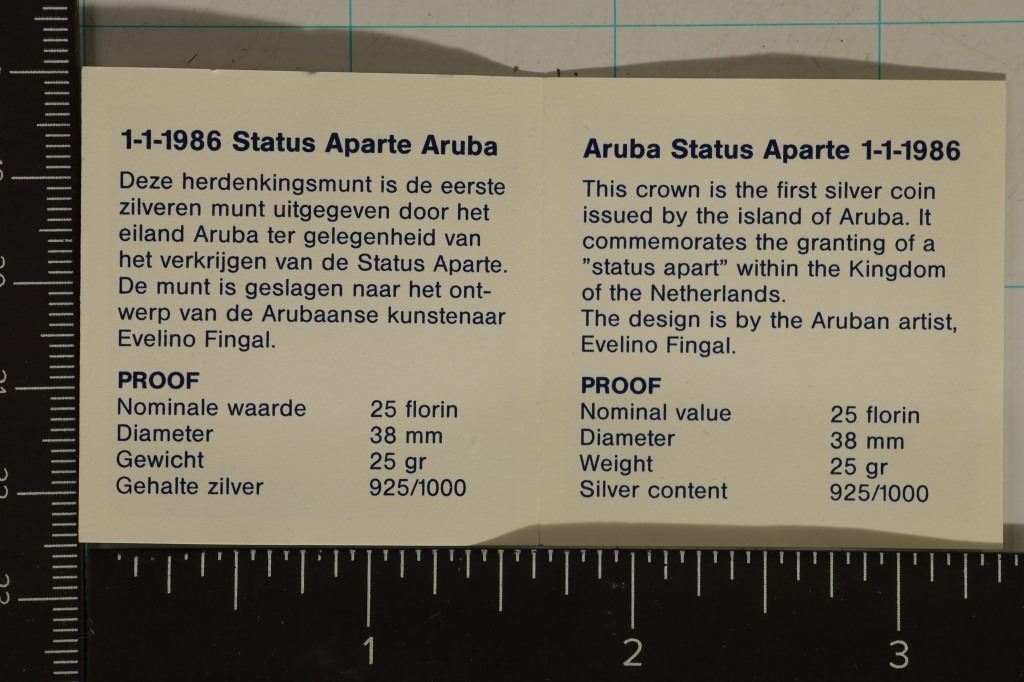 1-1-1986 Status Aparte Aruba
Deze herdenkingsmunt is de eerste
zilveren munt uitgegeven door het
eiland Aruba ter gelegenheid van
het verkrijgen van de Status Aparte.
De munt is geslagen naar het ont-
werp van de Arubaanse kunstenaar
Evelino Fingal.
PROOF
Nominale waarde 25 florin
Diameter 38 mm
Gewicht 25 gr
Gehalte zilver 925/1000
Aruba Status Aparte 1-1-1986
This crown is the first silver coin
issued by the island of Aruba. It
commemorates the granting of a
"status apart" within the Kingdom
of the Netherlands.
The design is by the Aruban artist,
Evelino Fingal.
PROOF
Nominal value 25 florin
Diameter 38 mm
Weight 25 gr
Silver content 925/1000
1 2 3